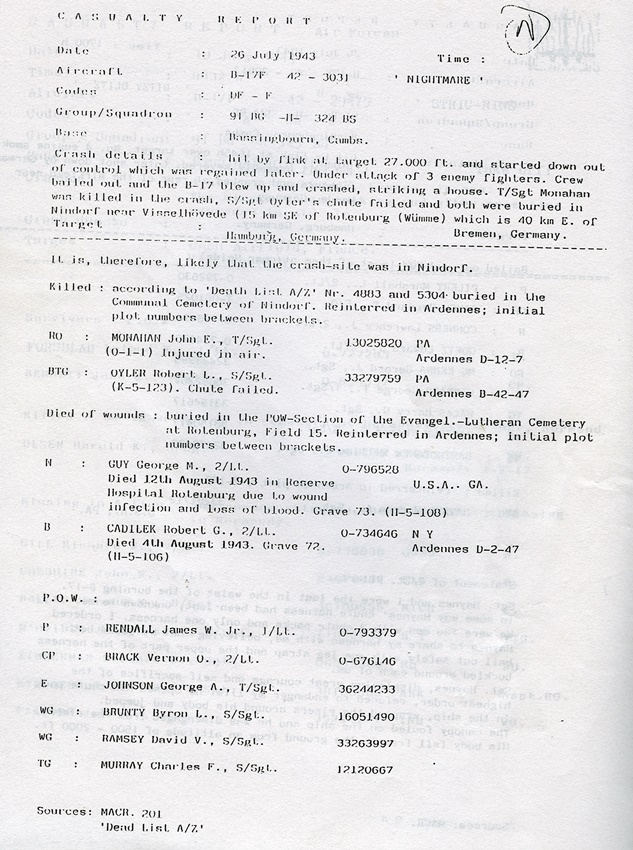 C A S U A L T Y   R E P O R T
N
Date : 26 July 1943 Time :
Aircraft : B-17F 42 - 3031 ' NIGHTMARE '
Codes : DF - F
Group/Squadron : 91 BG -H- 324 BS
Base : Bassingbourn, Cambs.
Crash details : hit by flak at target 27.000 ft. and started down out
of control which was regained later. Under attack of 3 enemy fighters. Crew
bailed out and the B-17 blew up and crashed, striking a house. T/Sgt Monahan
was killed in the crash, S/Sgt Oyler's chute failed and both were buried in
Nindorf near Visselhövede (15 km SE of Rotenburg (Wümme) which is 40 km E. of
Target : Hamburg, Germany. Bremen, Germany.
It is, therefore, likely that the crash-site was in Nindorf.
Killed : according to 'Death List A/Z' Nr. 4883 and 5304 buried in the
Communal Cemetery of Nindorf. Reinterred in Ardennes; initial
plot numbers between brackets.
RO : MONAHAN John E., T/Sgt. 13025820 PA
(O-1-1) Injured in air. Ardennes D-12-7
BTG : OYLER Robert L., S/Sgt. 33279759 PA
(K-5-123). Chute failed. Ardennes B-42-47
Died of wounds : buried in the POW-Section of the Evangel.-Lutheran Cemetery
at Rotenburg, Field 15. Reinterred in Ardennes; initial plot
numbers between brackets.
N : GUY George M., 2/Lt. O-796528
Died 12th August 1943 in Reserve U.S.A.. GA.
Hospital Rotenburg due to wound
infection and loss of blood. Grave 73. (H-5-108)
B : CADILEK Robert G., 2/Lt. O-734646 N Y
Died 4th August 1943. Grave 72. Ardennes D-2-47
(H-5-106)
P.O.W. :
P : RENDALL James W. Jr., 1/Lt. O-793379
CP : BRACK Vernon O., 2/Lt. O-676146
E : JOHNSON George A., T/Sgt. 36244233
WG : BRUNTY Byron L., S/Sgt. 16051490
WG : RAMSEY David V., S/Sgt. 33263997
TG : MURRAY Charles F., S/Sgt. 12120667
Sources: MACR. 201
'Dead List A/Z'